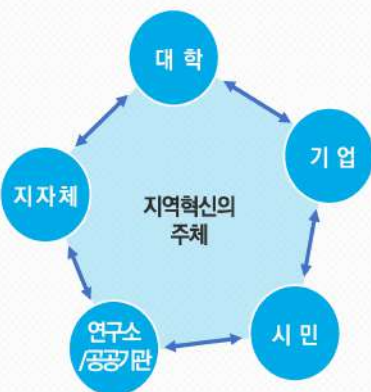 대 학
기 업
지자체
지역혁신의
주체
연구소
/공공기관
시 민